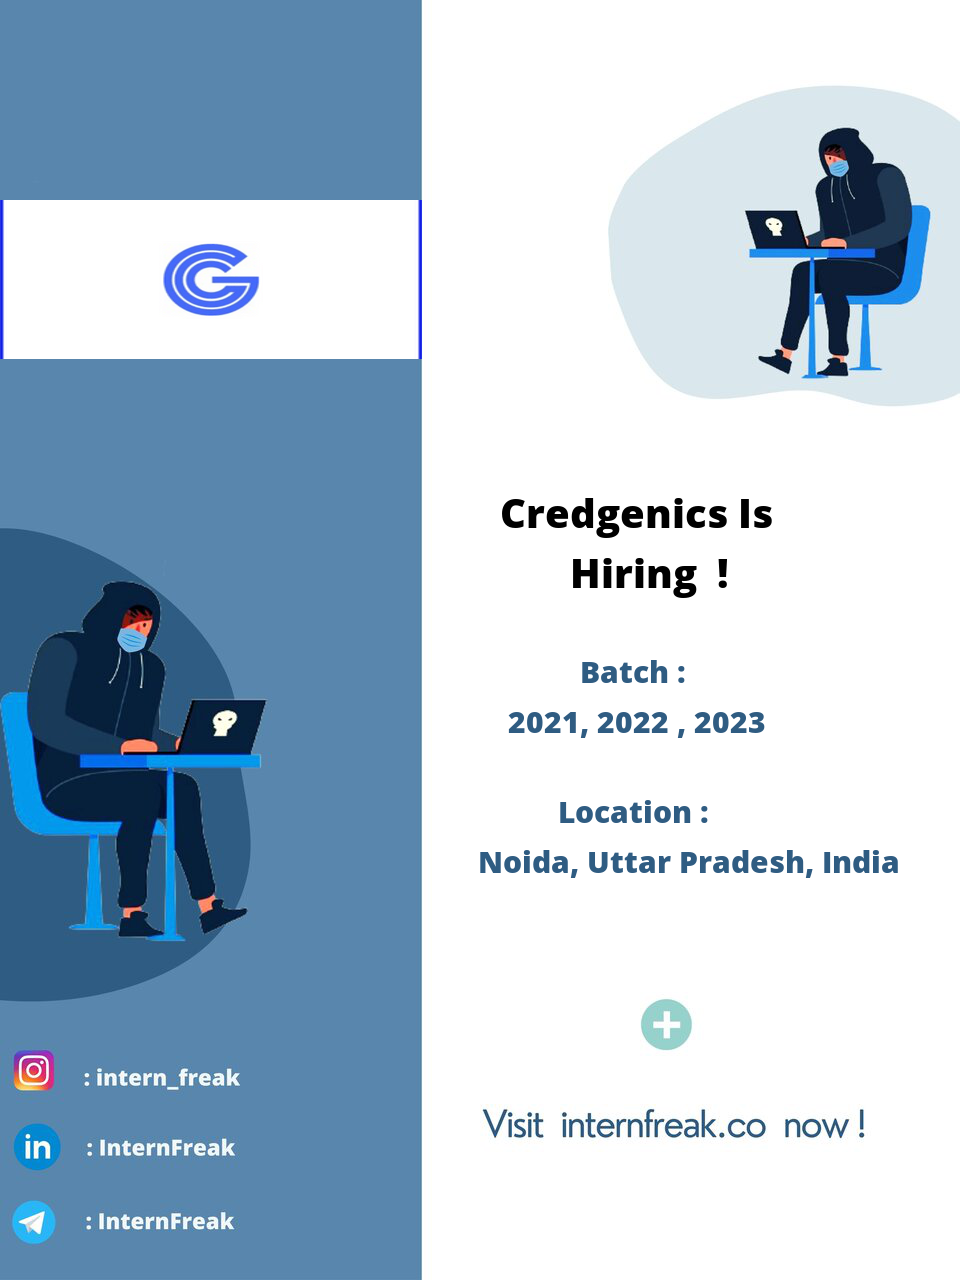 Credgenics Is
Hiring !
Batch :
2021, 2022 , 2023
Location :
Noida, Uttar Pradesh, India
Visit internfreak.co now !
: intern_freak
in : InternFreak
: InternFreak